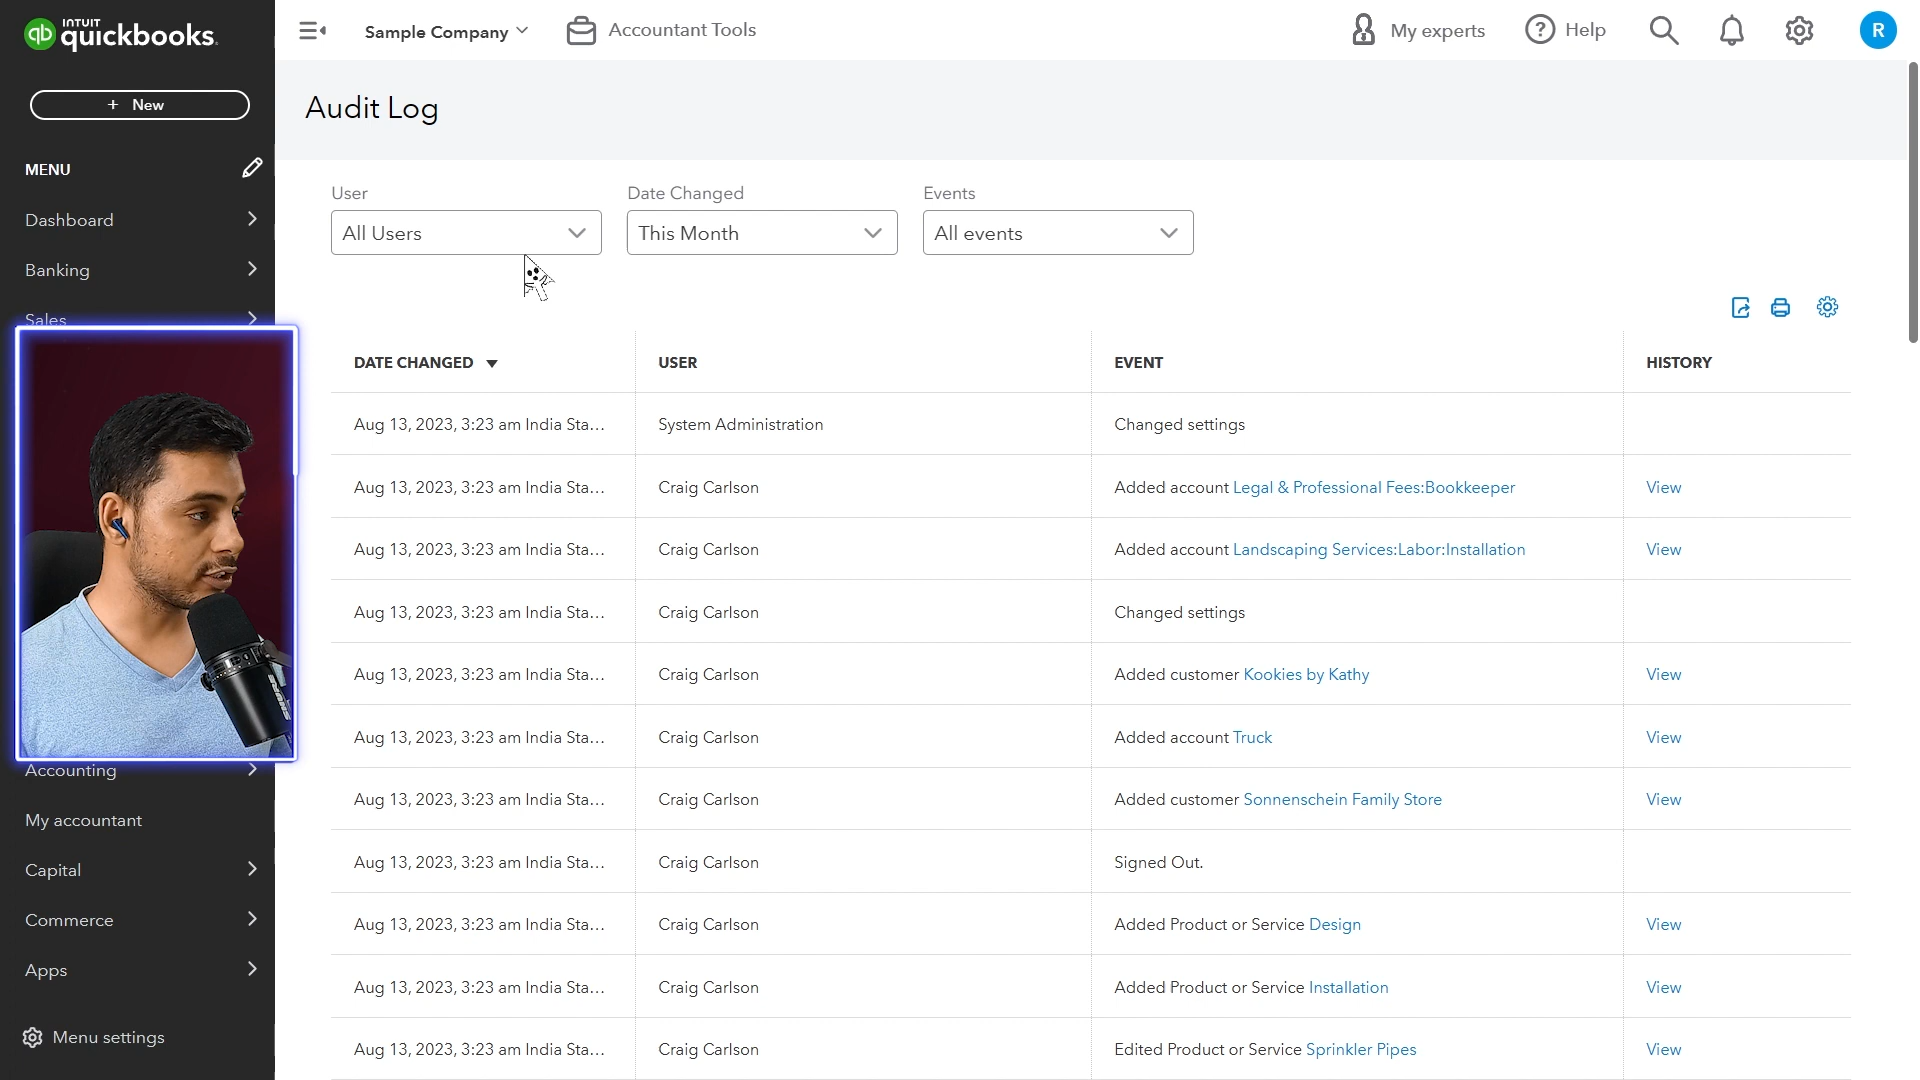 INTUIT
quickbooks.
qb
Sample Company
Accountant Tools
My experts
Help
R
+ New
MENU
Dashboard
Banking
Sales
Accounting
My accountant
Capital
Commerce
Apps
Menu settings
Audit Log
User Date Changed Events
All Users This Month All events
DATE CHANGED USER EVENT HISTORY
Aug 13, 2023, 3:23 am India Sta... System Administration Changed settings
Aug 13, 2023, 3:23 am India Sta... Craig Carlson Added account Legal & Professional Fees:Bookkeeper View
Aug 13, 2023, 3:23 am India Sta... Craig Carlson Added account Landscaping Services:Labor:Installation View
Aug 13, 2023, 3:23 am India Sta... Craig Carlson Changed settings
Aug 13, 2023, 3:23 am India Sta... Craig Carlson Added customer Kookies by Kathy View
Aug 13, 2023, 3:23 am India Sta... Craig Carlson Added account Truck View
Aug 13, 2023, 3:23 am India Sta... Craig Carlson Added customer Sonnenschein Family Store View
Aug 13, 2023, 3:23 am India Sta... Craig Carlson Signed Out.
Aug 13, 2023, 3:23 am India Sta... Craig Carlson Added Product or Service Design View
Aug 13, 2023, 3:23 am India Sta... Craig Carlson Added Product or Service Installation View
Aug 13, 2023, 3:23 am India Sta... Craig Carlson Edited Product or Service Sprinkler Pipes View